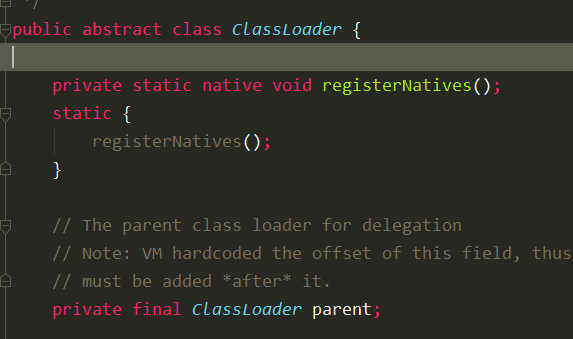 */
public abstract class ClassLoader {
private static native void registerNatives();
static {
registerNatives();
}
// The parent class loader for delegation
// Note: VM hardcoded the offset of this field, thus
// must be added *after* it.
private final ClassLoader parent;